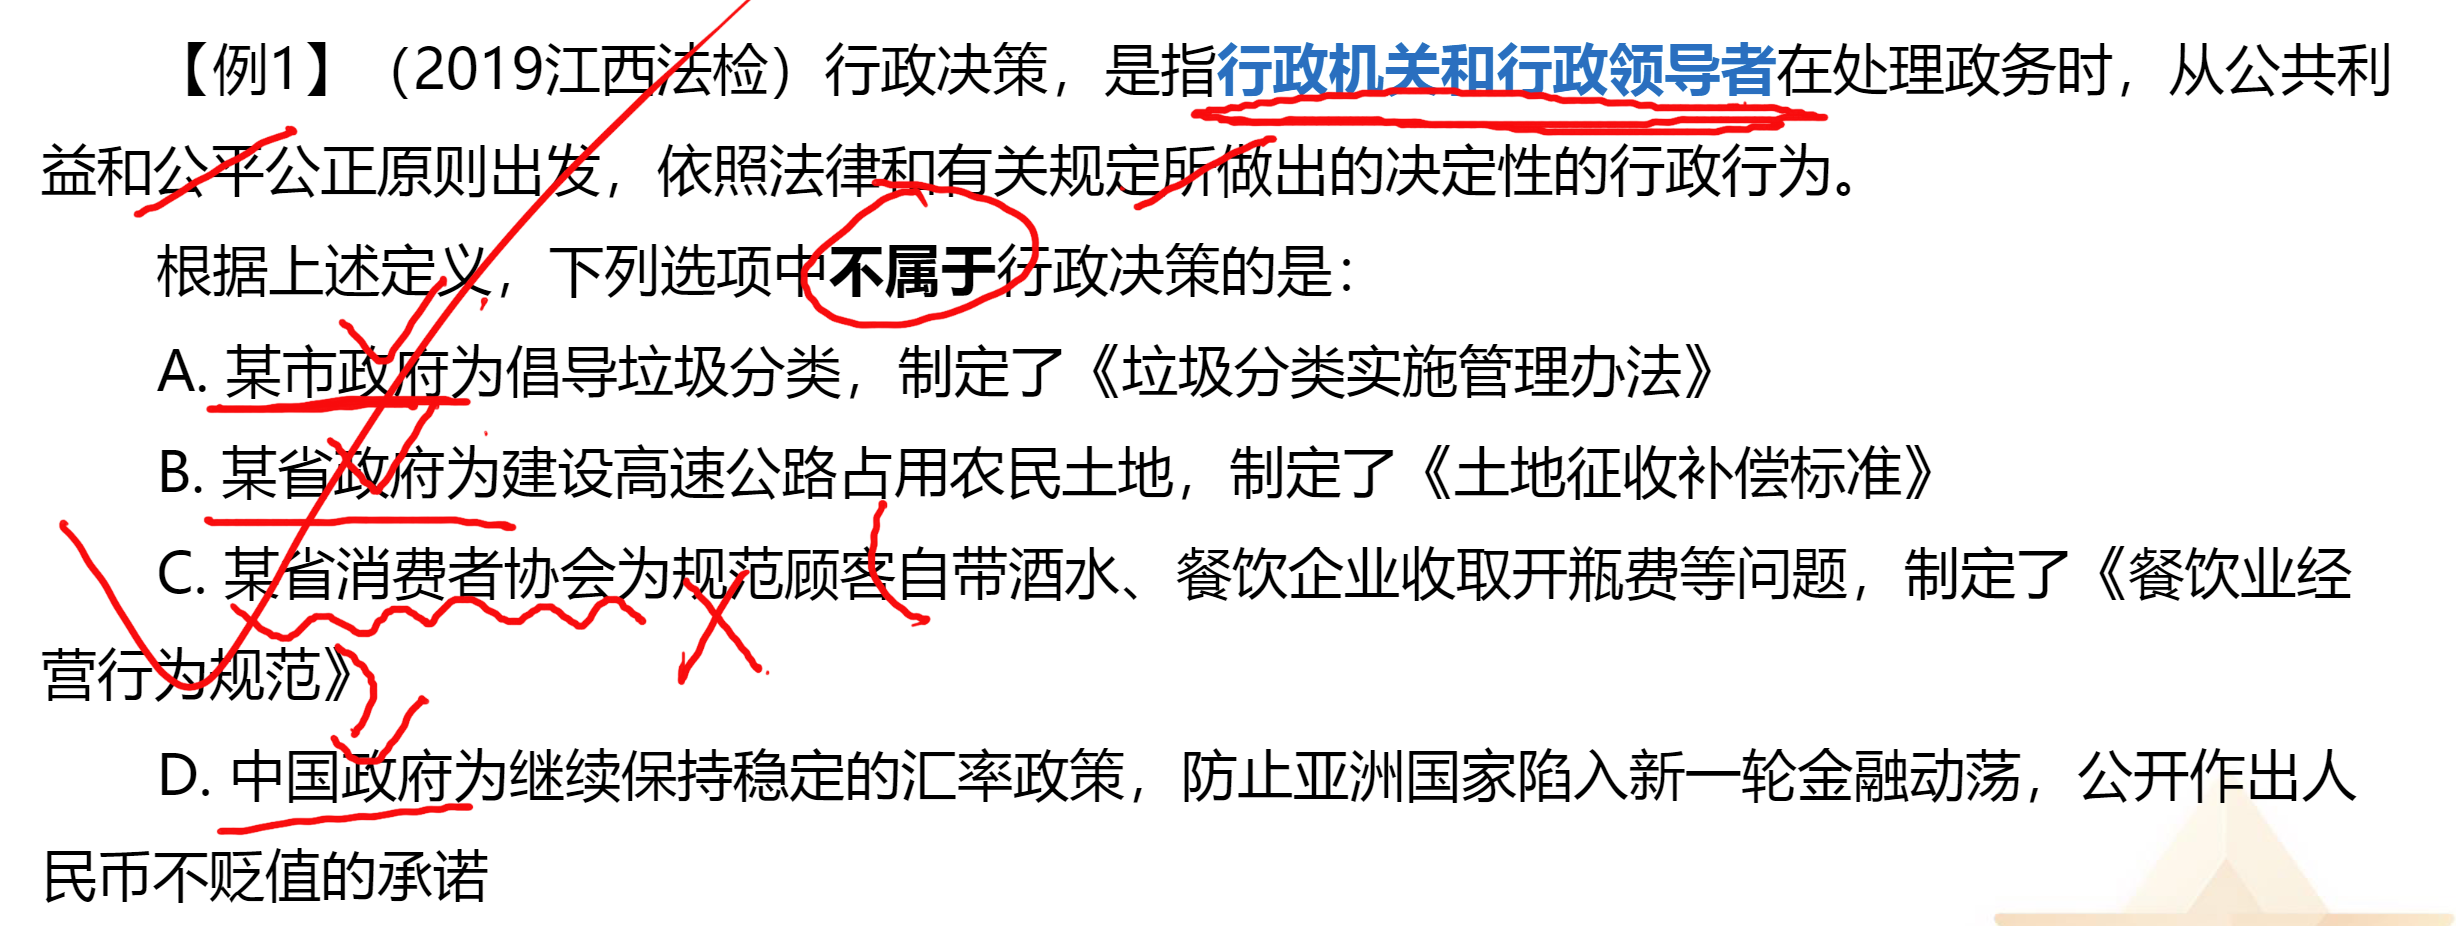 【例1】（2019江西法检）行政决策，是指行政机关和行政领导者在处理政务时，从公共利
益和公平公正原则出发，依照法律和有关规定所做出的决定性的行政行为。
根据上述定义，下列选项中不属于行政决策的是：
A. 某市政府为倡导垃圾分类，制定了《垃圾分类实施管理办法》
B. 某省政府为建设高速公路占用农民土地，制定了《土地征收补偿标准》
C. 某省消费者协会为规范顾客自带酒水、餐饮企业收取开瓶费等问题，制定了《餐饮业经
营行为规范》
D. 中国政府为继续保持稳定的汇率政策，防止亚洲国家陷入新一轮金融动荡，公开作出人
民币不贬值的承诺